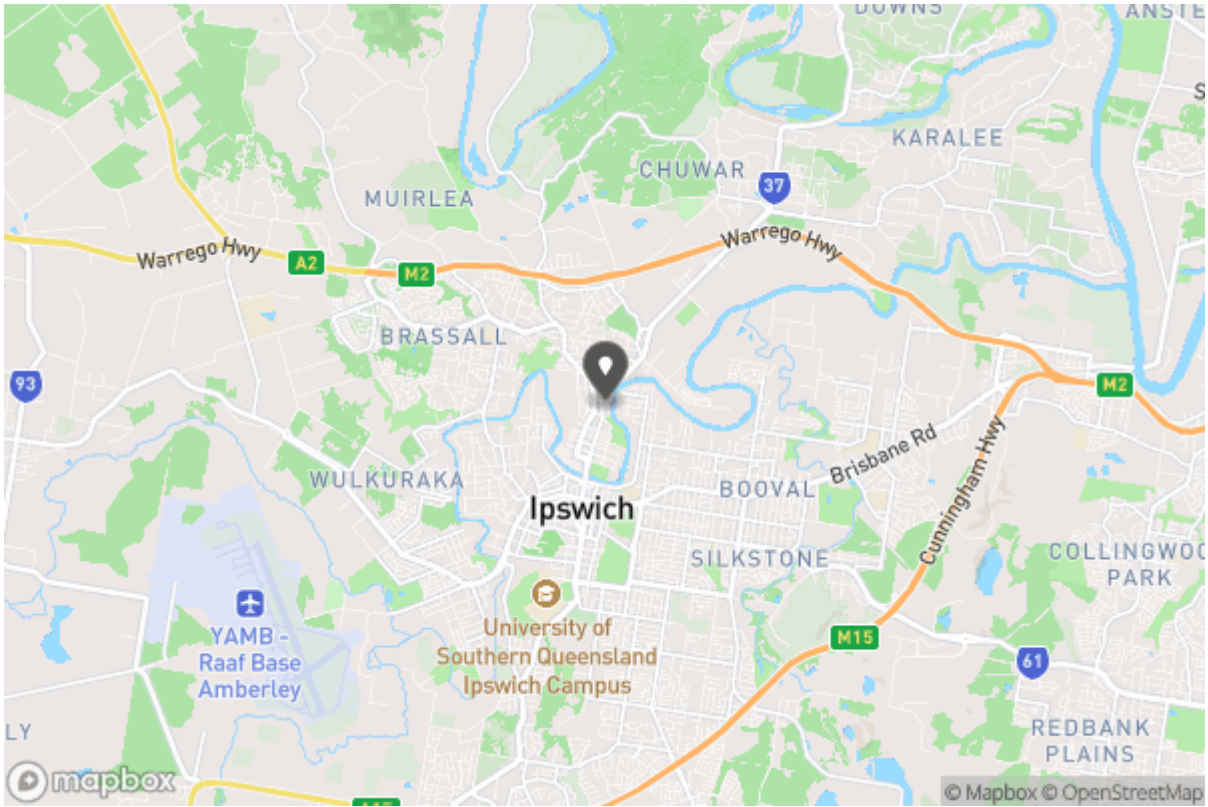 DOWNS
ANSTE
S
KARALEE
CHUWAR
37
MUIRLEA
Warrego Hwy
Warrego Hwy
A2
M2
BRASSALL
93
M2
Brisbane Rd
WULKURAKA
BOOVAL
Ipswich
Cunningham Hwy
SILKSTONE
COLLINGWOO
PARK
University of
Southern Queensland
Ipswich Campus
YAMB -
Raaf Base
Amberley
M15
61
LY
REDBANK
PLAINS
mapbox
© Mapbox © OpenStreetMap